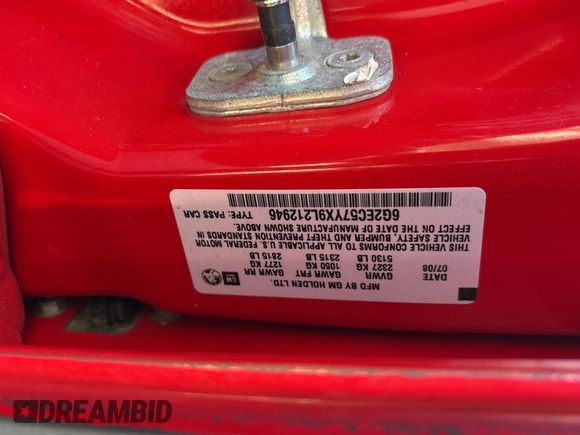 MFD BY GM HOLDEN LTD.
DATE GVWR GAWR FRT GAWR RR
07/08 2327 KG 1050 KG 1277 KG
5130 LB 2315 LB 2815 LB
GM
THIS VEHICLE CONFORMS TO ALL APPLICABLE U.S. FEDERAL MOTOR
VEHICLE SAFETY, BUMPER AND THEFT PREVENTION STANDARDS IN
EFFECT ON THE DATE OF MANUFACTURE SHOWN ABOVE.
6G2EC57YX9L212946 TYPE: PASS CAR
DREAMBID